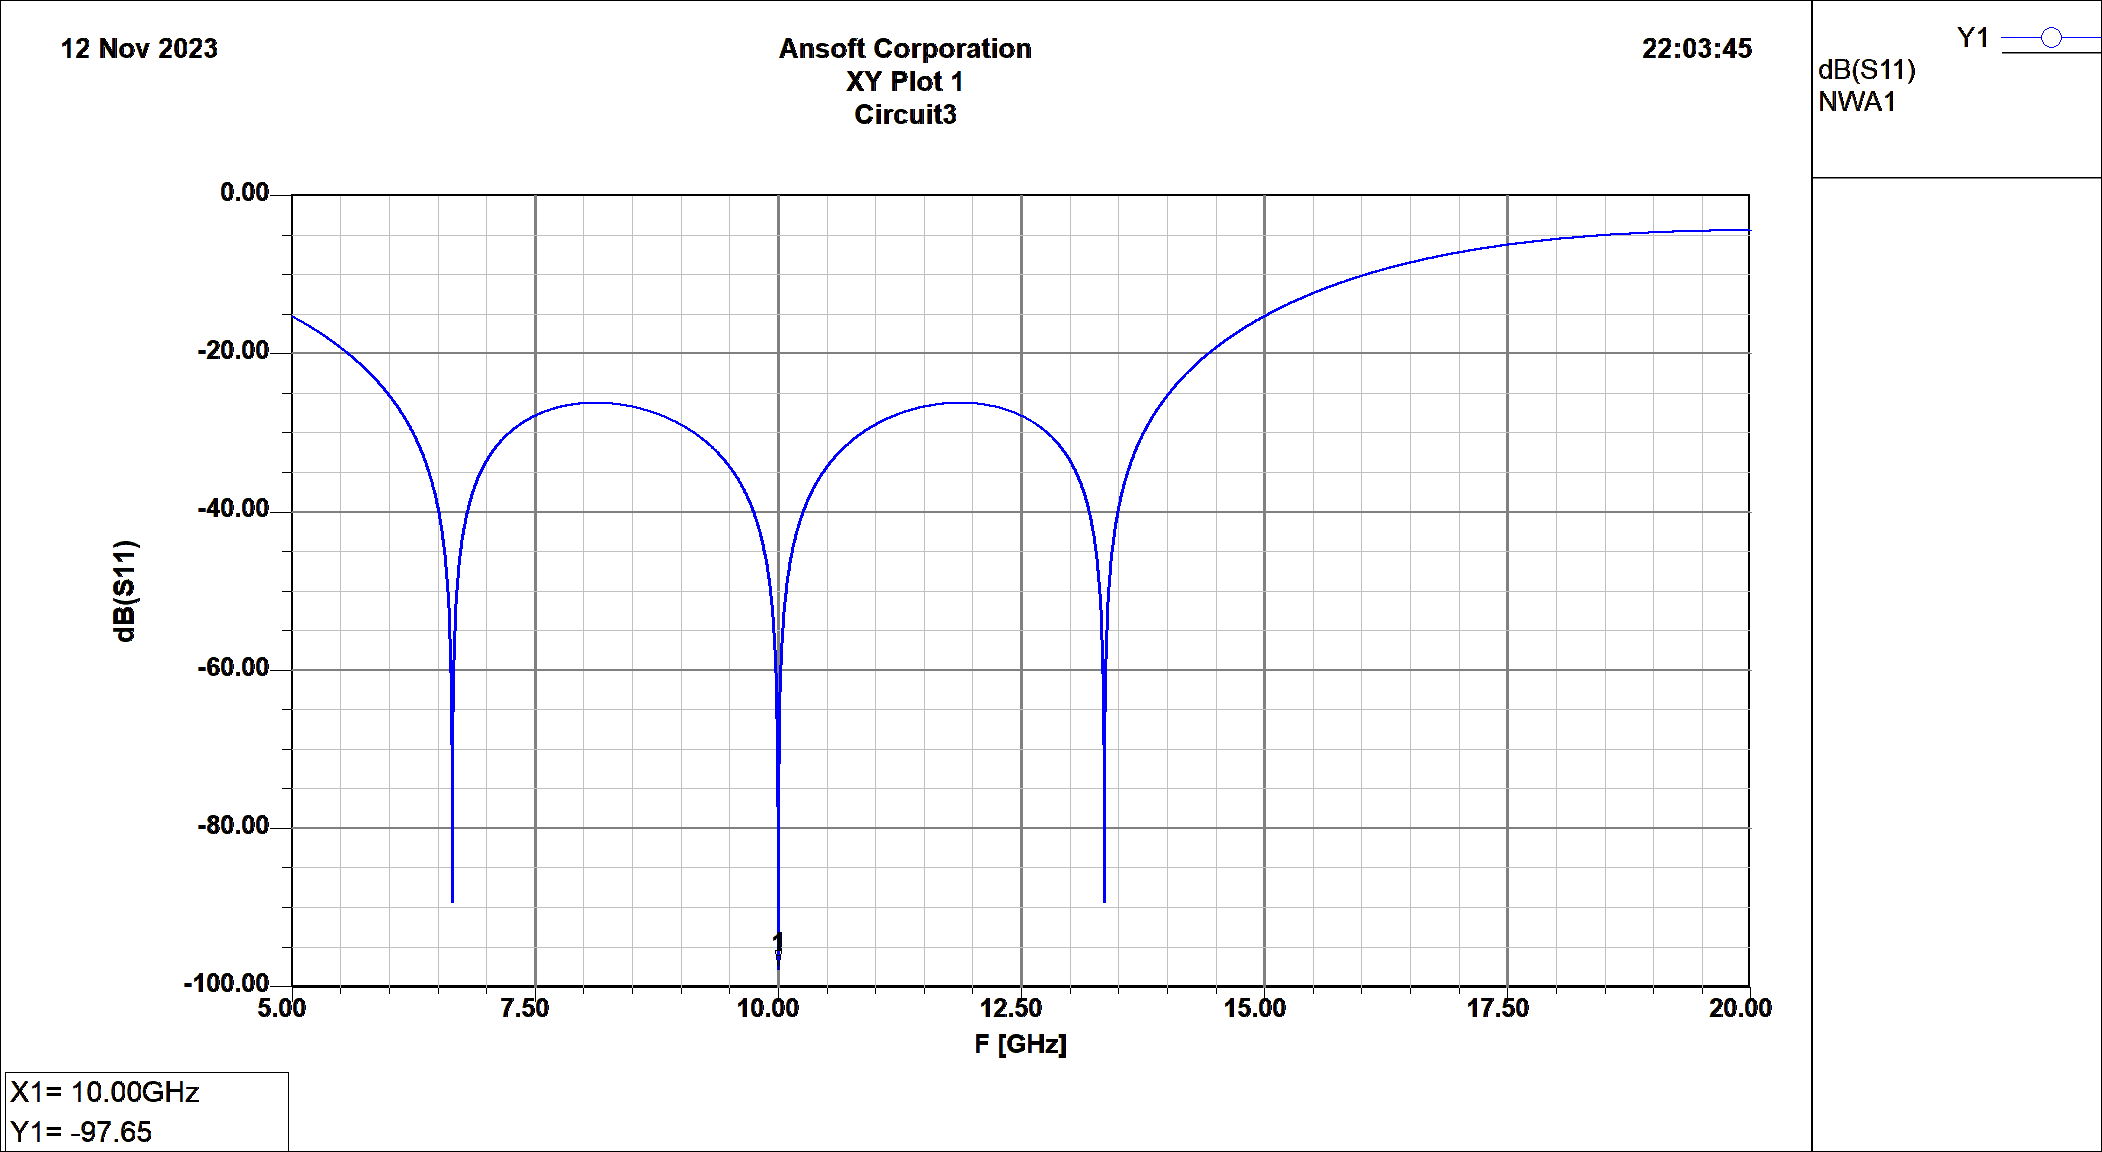 12 Nov 2023
Ansoft Corporation
22:03:45
XY Plot 1
Circuit3
Y1
dB(S11)
NWA1
0.00
-20.00
-40.00
-60.00
-80.00
-100.00
dB(S11)
1
5.00
7.50
10.00
12.50
15.00
17.50
20.00
F [GHz]
X1= 10.00GHz
Y1= -97.65